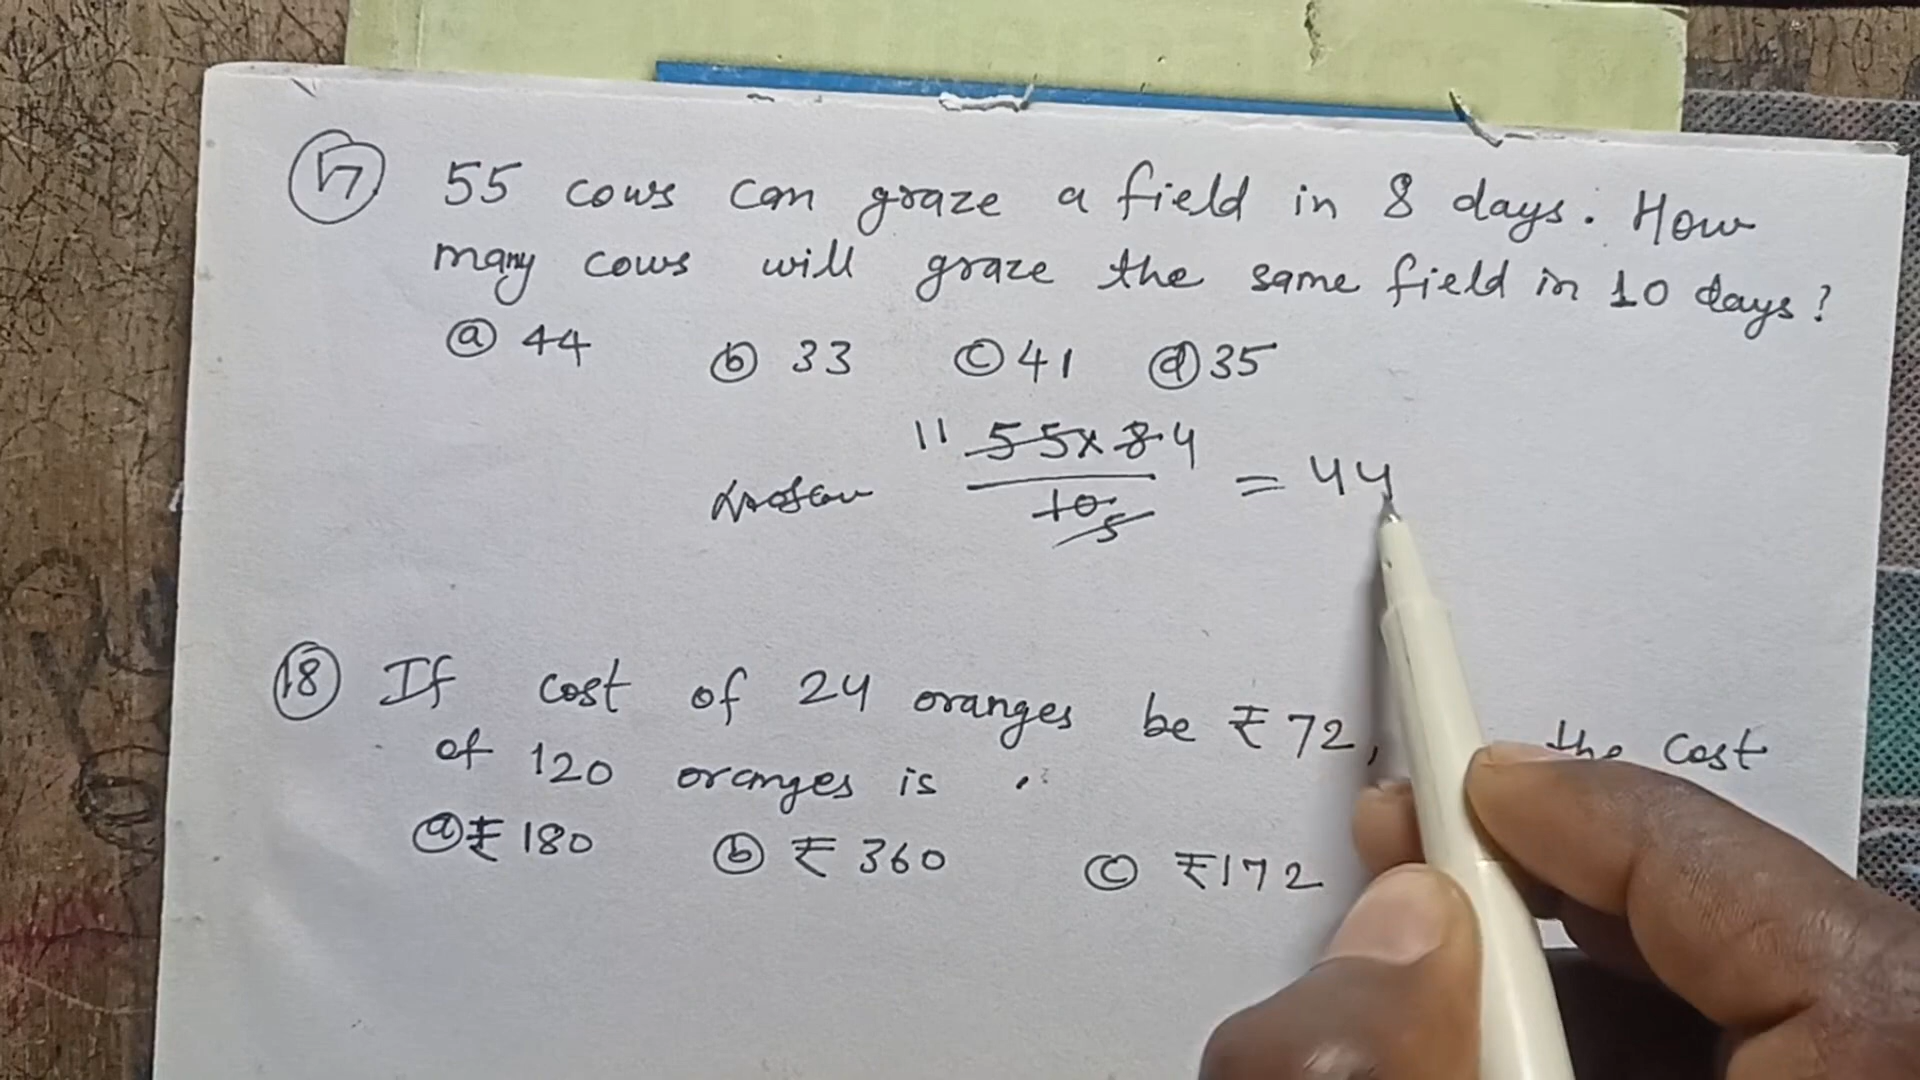 17 55 cows can graze a field in 8 days. How
many cows will graze the same field in 10 days?
a 44 b 33 c 41 d 35
11 55x8 4
= 44
10
5
18 If cost of 24 oranges be ₹72, the cost
of 120 oranges is
a ₹180 b ₹360 c ₹172